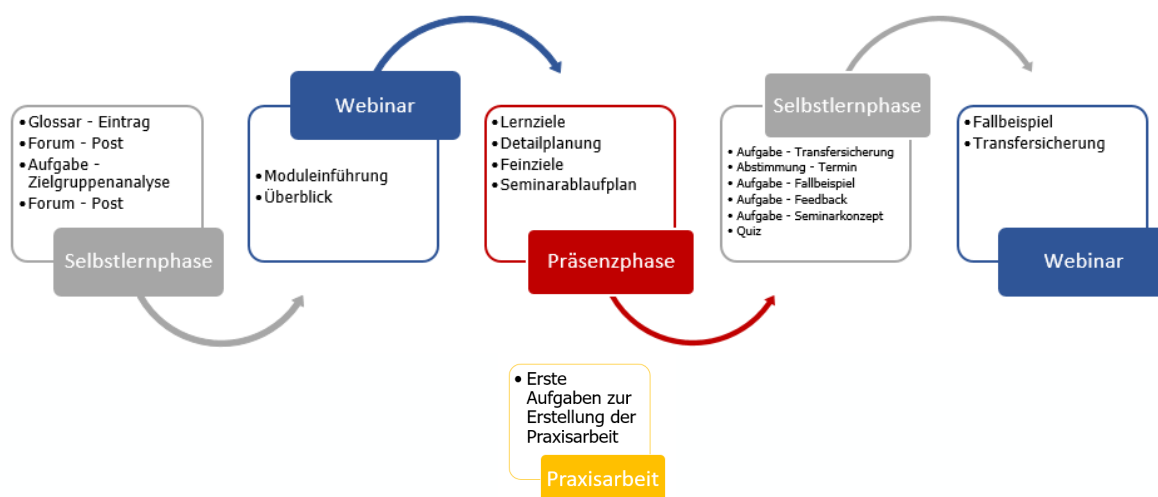 • Glossar - Eintrag
• Forum - Post
• Aufgabe -
Zielgruppenanalyse
• Forum - Post
Selbstlernphase
Webinar
• Moduleinführung
• Überblick
• Lernziele
• Detailplanung
• Feinziele
• Seminarablaufplan
Präsenzphase
Selbstlernphase
• Aufgabe - Transfersicherung
• Abstimmung - Termin
• Aufgabe - Fallbeispiel
• Aufgabe - Feedback
• Aufgabe - Seminarkonzept
• Quiz
• Fallbeispiel
• Transfersicherung
Webinar
• Erste
Aufgaben zur
Erstellung der
Praxisarbeit
Praxisarbeit